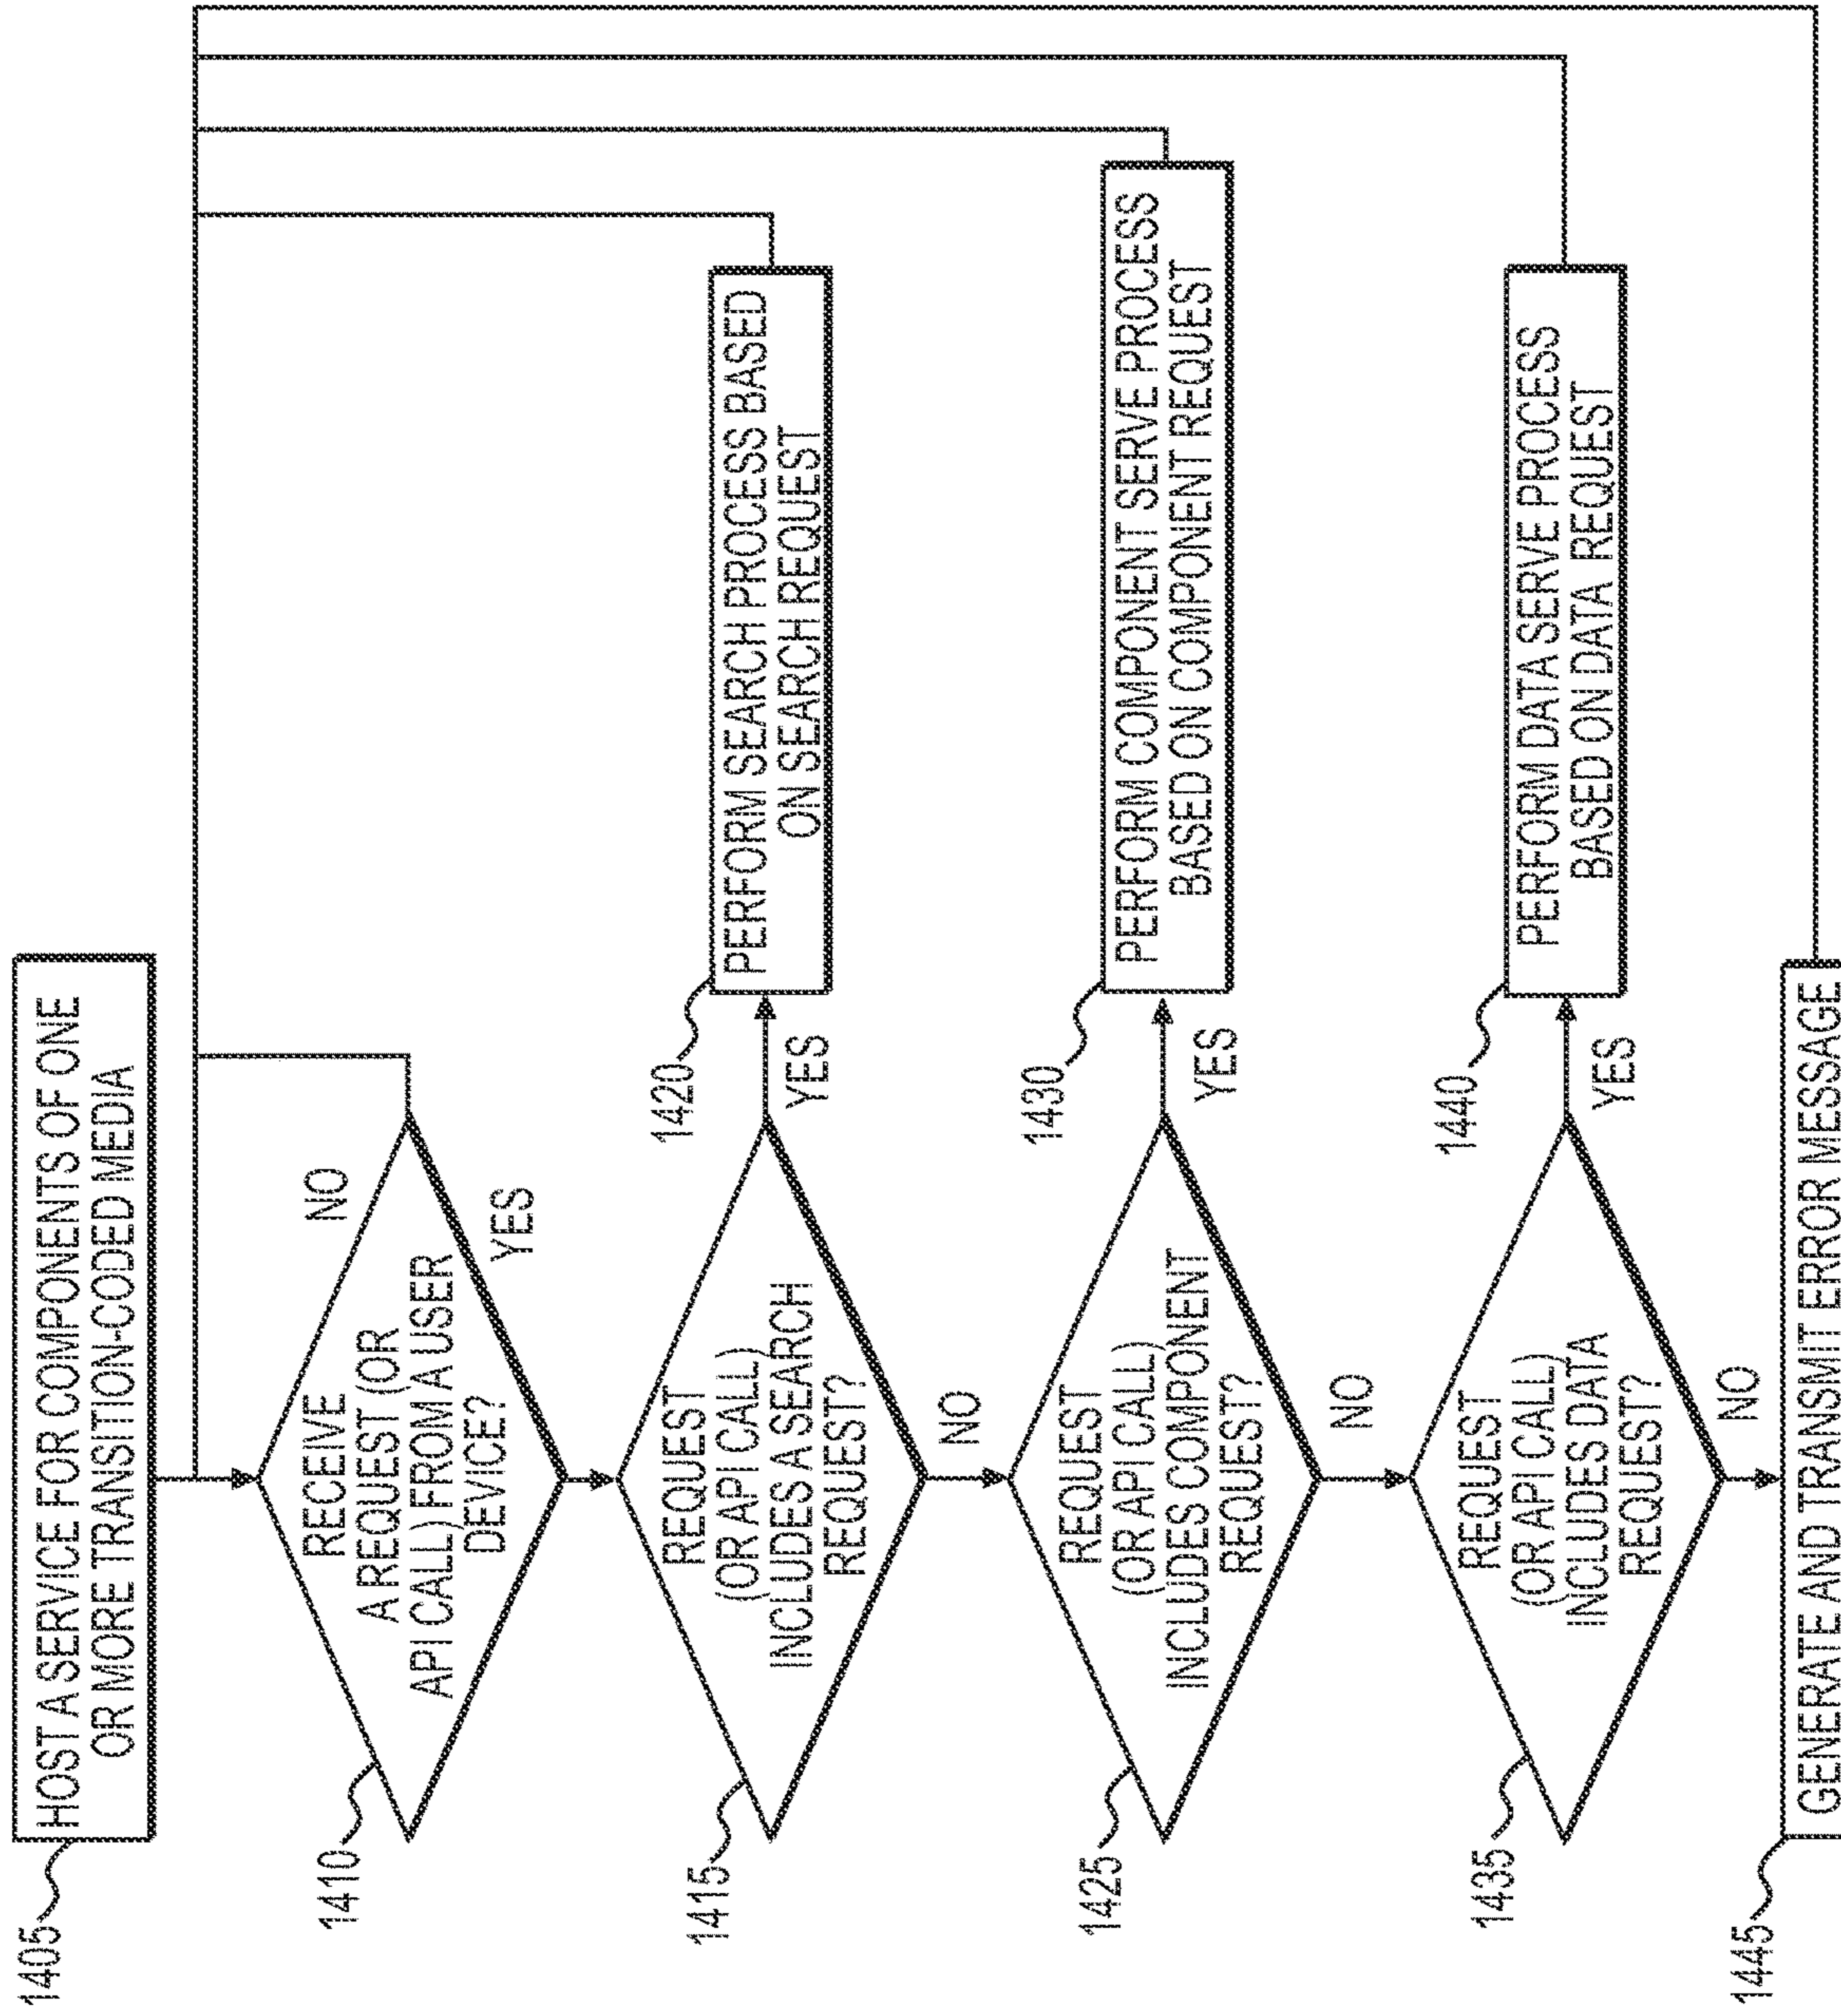 1405
HOST A SERVICE FOR COMPONENTS OF ONE
OR MORE TRANSITION-CODED MEDIA
1410
RECEIVE
A REQUEST (OR
API CALL) FROM A USER
DEVICE?
NO
YES
1415
REQUEST
(OR API CALL)
INCLUDES A SEARCH
REQUEST?
YES
NO
1420
PERFORM SEARCH PROCESS BASED
ON SEARCH REQUEST
1425
REQUEST
(OR API CALL)
INCLUDES COMPONENT
REQUEST?
YES
NO
1430
PERFORM COMPONENT SERVE PROCESS
BASED ON COMPONENT REQUEST
1435
REQUEST
(OR API CALL)
INCLUDES DATA
REQUEST?
YES
NO
1440
PERFORM DATA SERVE PROCESS
BASED ON DATA REQUEST
1445
GENERATE AND TRANSMIT ERROR MESSAGE